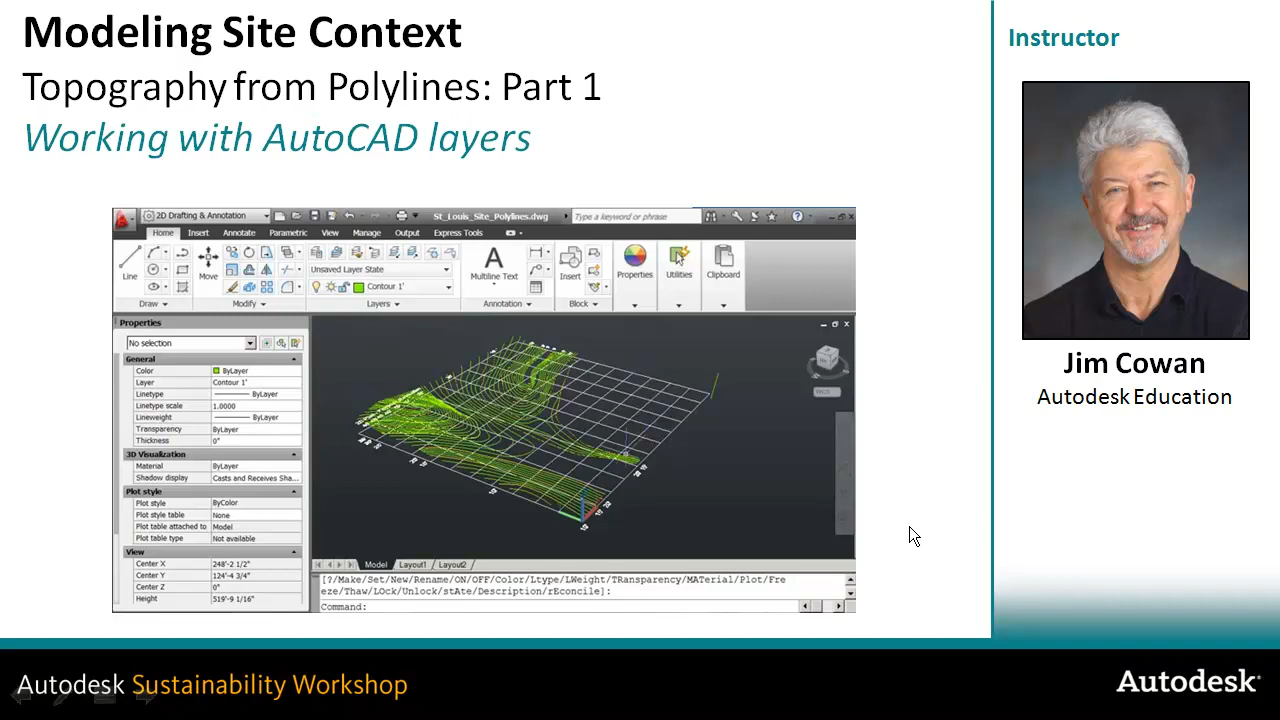 Modeling Site Context
Topography from Polylines: Part 1
Working with AutoCAD layers
Instructor
Jim Cowan
Autodesk Education
2D Drafting & Annotation
St_Louis_Site_Polylines.dwg
Type a keyword or phrase
Home Insert Annotate Parametric View Manage Output Express Tools
Unsaved Layer State
Line Move Multiline Text Insert Properties Utilities Clipboard
Contour 1'
Draw Modify Layers Annotation Block
Properties
No selection
General
Color ByLayer
Layer Contour 1'
Linetype ByLayer
Linetype scale 1.0000
Lineweight ByLayer
Transparency ByLayer
Thickness 0"
3D Visualization
Material ByLayer
Shadow display Casts and Receives Sha...
Plot style
Plot style ByColor
Plot style table None
Plot table attached to Model
Plot table type Not available
View
Center X 248'-2 1/2"
Center Y 124'-4 3/4"
Center Z 0"
Height 519'-9 1/16"
Model Layout1 Layout2
[?/Make/Set/New/Rename/ON/OFF/Color/Ltype/LWeight/TRansparency/MATerial/Plot/Fre
eze/Thaw/LOck/Unlock/stAte/Description/rEconcile]:
Command:
Autodesk Sustainability Workshop
Autodesk